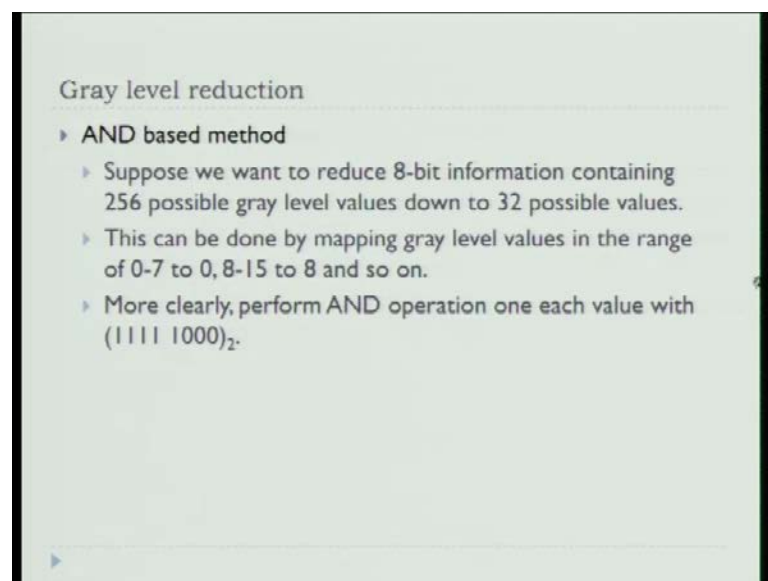 Gray level reduction
AND based method
Suppose we want to reduce 8-bit information containing
256 possible gray level values down to 32 possible values.
This can be done by mapping gray level values in the range
of 0-7 to 0, 8-15 to 8 and so on.
More clearly, perform AND operation one each value with
(1111 1000)₂.